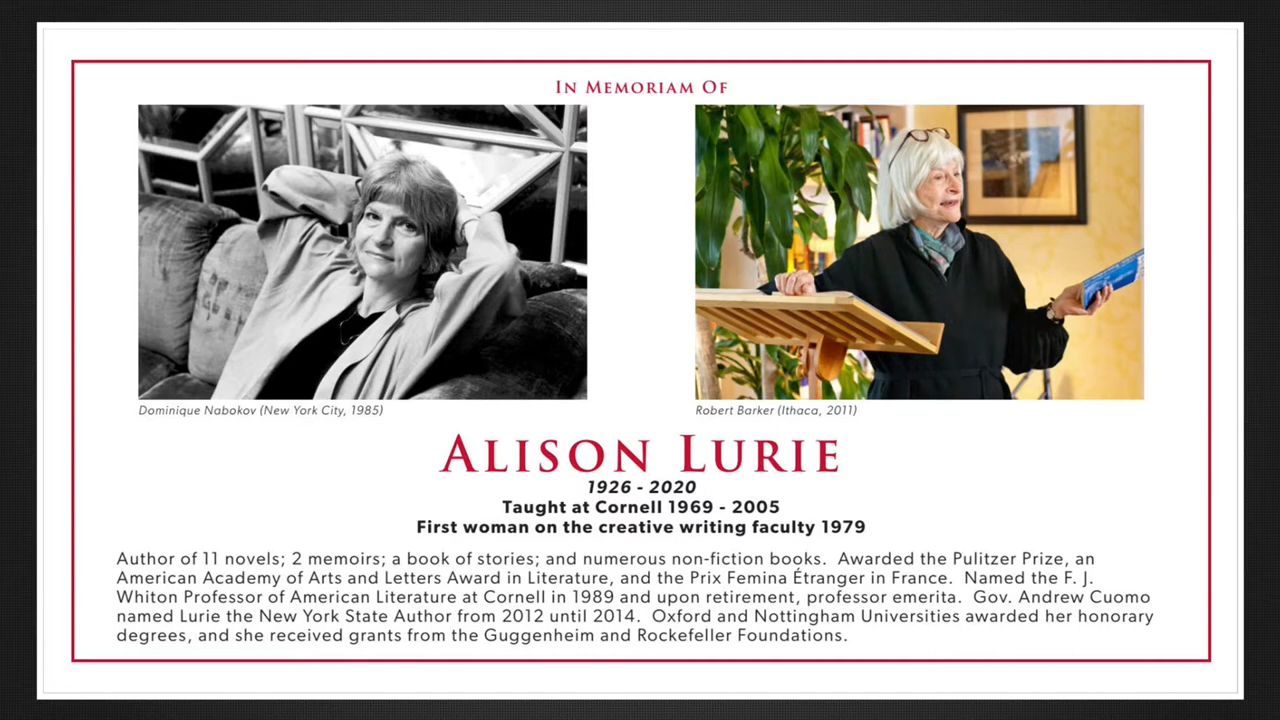 In Memoriam Of
Dominique Nabokov (New York City, 1985)
Robert Barker (Ithaca, 2011)
Alison Lurie
1926 - 2020
Taught at Cornell 1969 - 2005
First woman on the creative writing faculty 1979
Author of 11 novels; 2 memoirs; a book of stories; and numerous non-fiction books.  Awarded the Pulitzer Prize, an
American Academy of Arts and Letters Award in Literature, and the Prix Femina Étranger in France.  Named the F. J.
Whiton Professor of American Literature at Cornell in 1989 and upon retirement, professor emerita.  Gov. Andrew Cuomo
named Lurie the New York State Author from 2012 until 2014.  Oxford and Nottingham Universities awarded her honorary
degrees, and she received grants from the Guggenheim and Rockefeller Foundations.